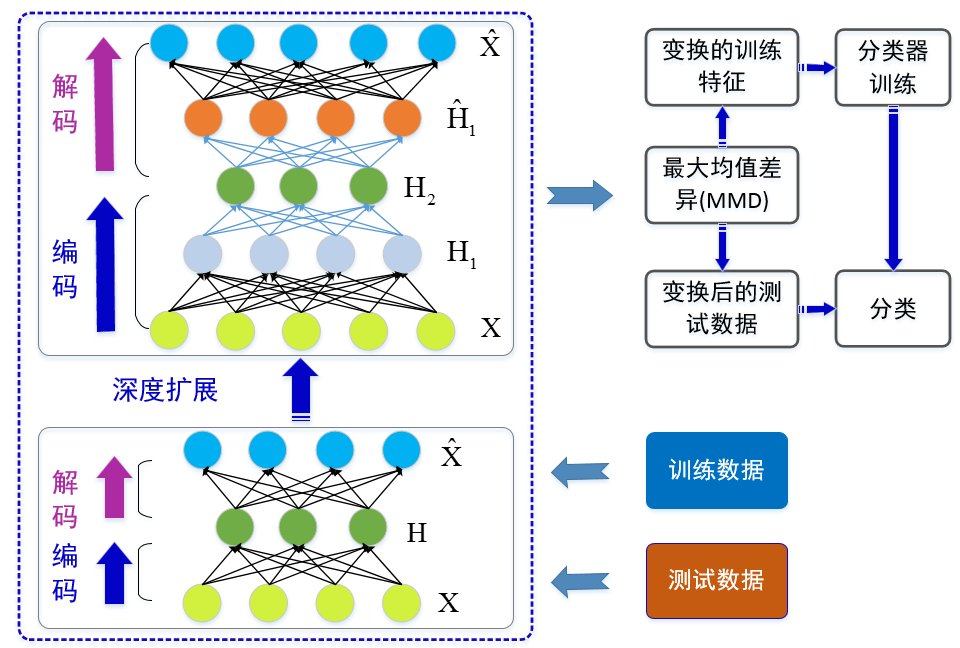 解
码
编
码
X̂
Ĥ₁
H₂
H₁
X
深度扩展
解
码
编
码
X̂
H
X
变换的训练
特征
分类器
训练
最大均值差
异(MMD)
变换后的测
试数据
分类
训练数据
测试数据